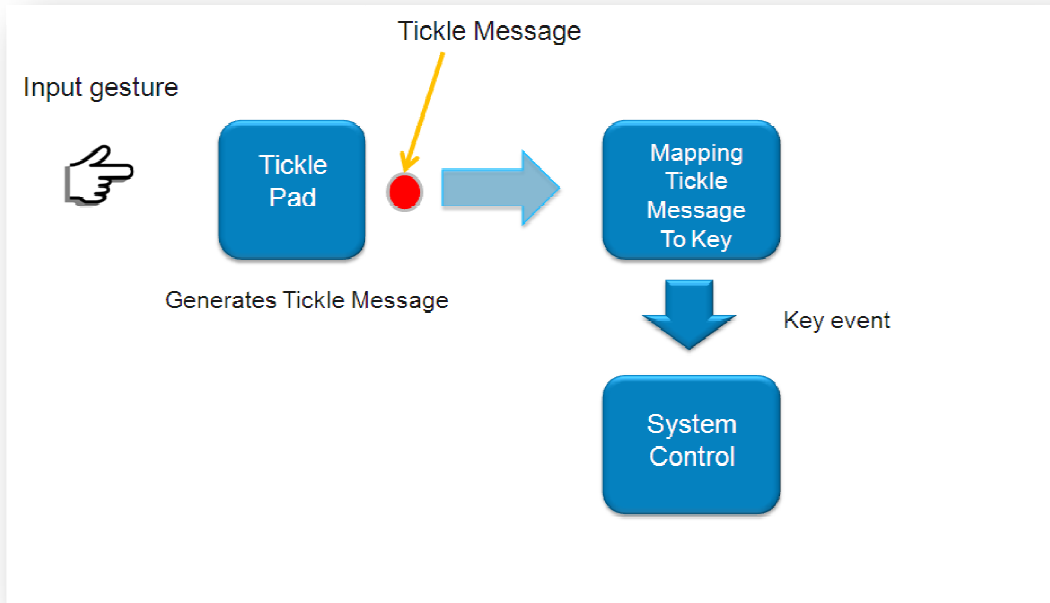 Tickle Message
Input gesture
Tickle
Pad
Mapping
Tickle
Message
To Key
Generates Tickle Message
Key event
System
Control